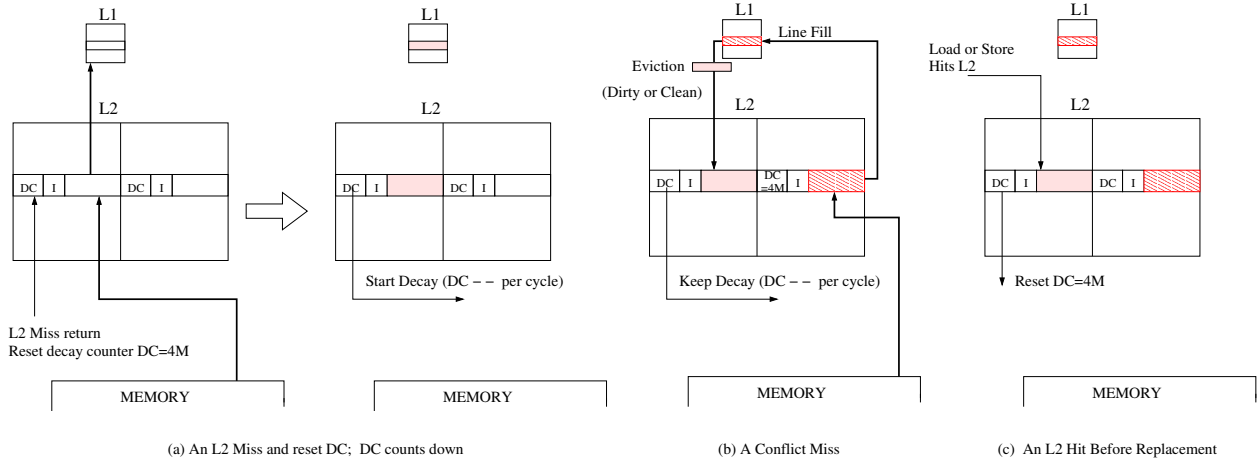 L1
L2
DC
I
DC
I
L2 Miss return
Reset decay counter DC=4M
MEMORY
L1
L2
DC
I
DC
I
Start Decay (DC − − per cycle)
MEMORY
(a) An L2 Miss and reset DC; DC counts down
L1
Line Fill
Eviction
(Dirty or Clean)
L2
DC
I
DC
=4M
I
Keep Decay (DC − − per cycle)
MEMORY
(b) A Conflict Miss
L1
Load or Store
Hits L2
L2
DC
I
DC
I
Reset DC=4M
MEMORY
(c) An L2 Hit Before Replacement